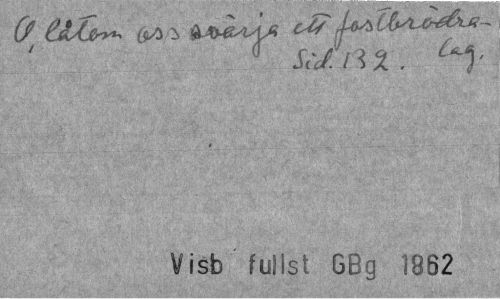 O, låtom oss svärja ett fostbrödra-
lag.
Sid. 132.
Visb fullst GBg 1862